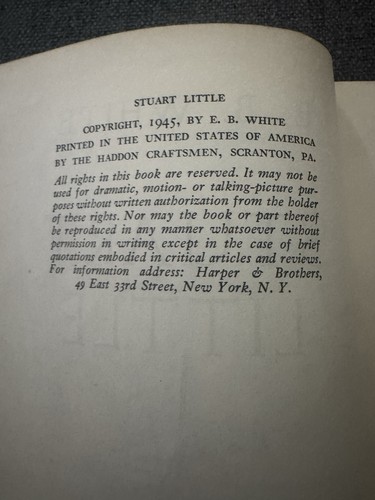 STUART LITTLE
COPYRIGHT, 1945, BY E. B. WHITE
PRINTED IN THE UNITED STATES OF AMERICA
BY THE HADDON CRAFTSMEN, SCRANTON, PA.
All rights in this book are reserved. It may not be
used for dramatic, motion- or talking-picture pur-
poses without written authorization from the holder
of these rights. Nor may the book or part thereof
be reproduced in any manner whatsoever without
permission in writing except in the case of brief
quotations embodied in critical articles and reviews.
For information address: Harper & Brothers,
49 East 33rd Street, New York, N. Y.